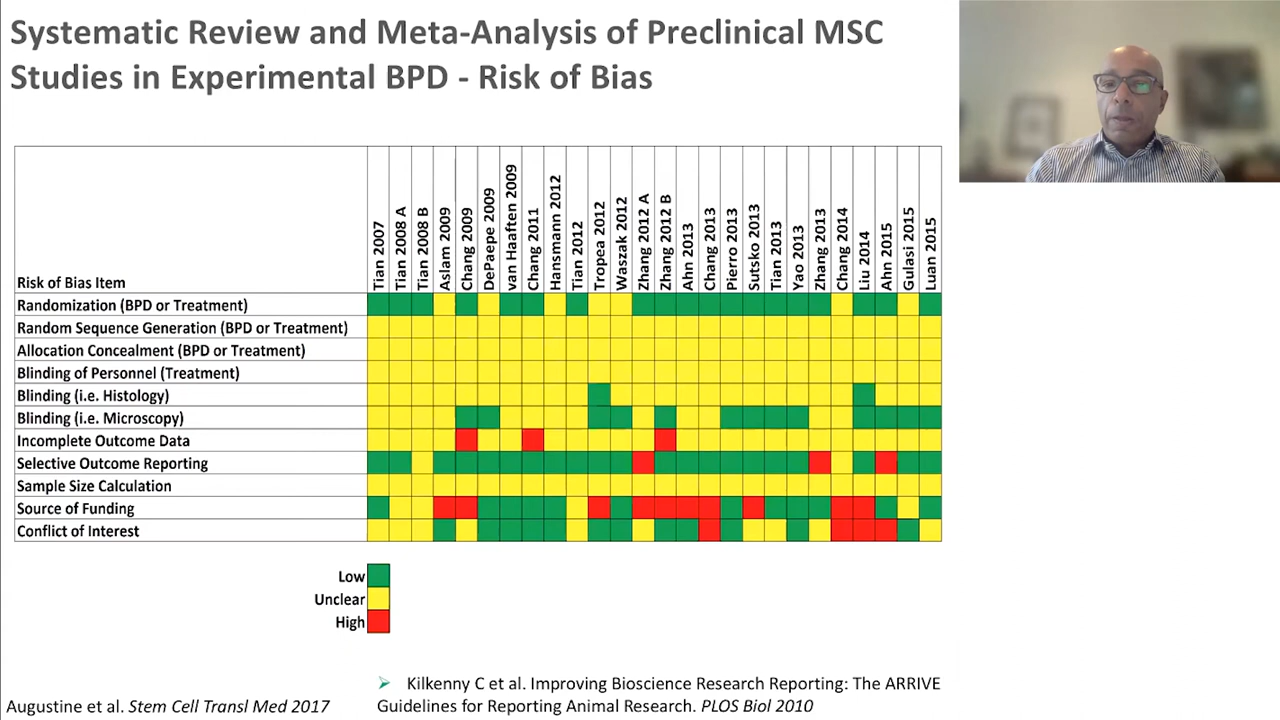 Systematic Review and Meta-Analysis of Preclinical MSC
Studies in Experimental BPD - Risk of Bias
Risk of Bias Item
Tian 2007
Tian 2008 A
Tian 2008 B
Aslam 2009
Chang 2009
DePaepe 2009
van Haaften 2009
Chang 2011
Hansmann 2012
Tian 2012
Tropea 2012
Waszak 2012
Zhang 2012 A
Zhang 2012 B
Ahn 2013
Chang 2013
Pierro 2013
Sutsko 2013
Tian 2013
Yao 2013
Zhang 2013
Chang 2014
Liu 2014
Ahn 2015
Gulasi 2015
Luan 2015
Randomization (BPD or Treatment)
Random Sequence Generation (BPD or Treatment)
Allocation Concealment (BPD or Treatment)
Blinding of Personnel (Treatment)
Blinding (i.e. Histology)
Blinding (i.e. Microscopy)
Incomplete Outcome Data
Selective Outcome Reporting
Sample Size Calculation
Source of Funding
Conflict of Interest
Low
Unclear
High
Kilkenny C et al. Improving Bioscience Research Reporting: The ARRIVE
Guidelines for Reporting Animal Research. PLOS Biol 2010
Augustine et al. Stem Cell Transl Med 2017